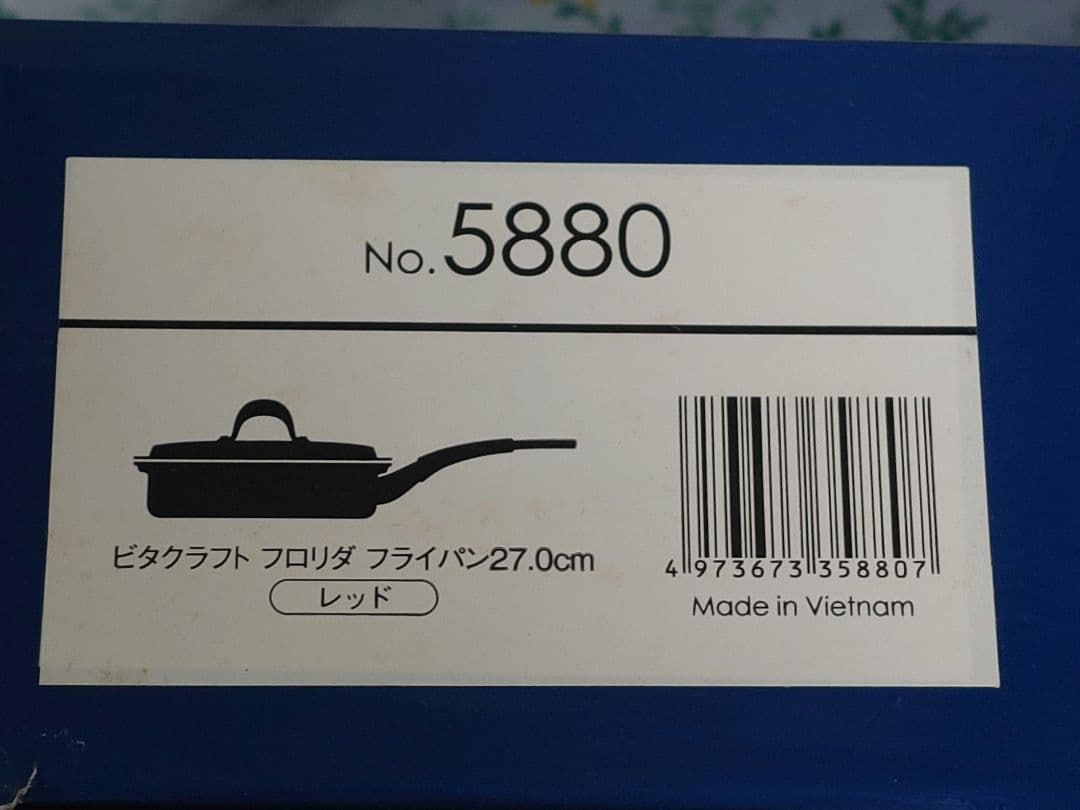 No.5880
ビタクラフト フロリダ フライパン27.0cm
レッド
4 973673 358807
Made in Vietnam